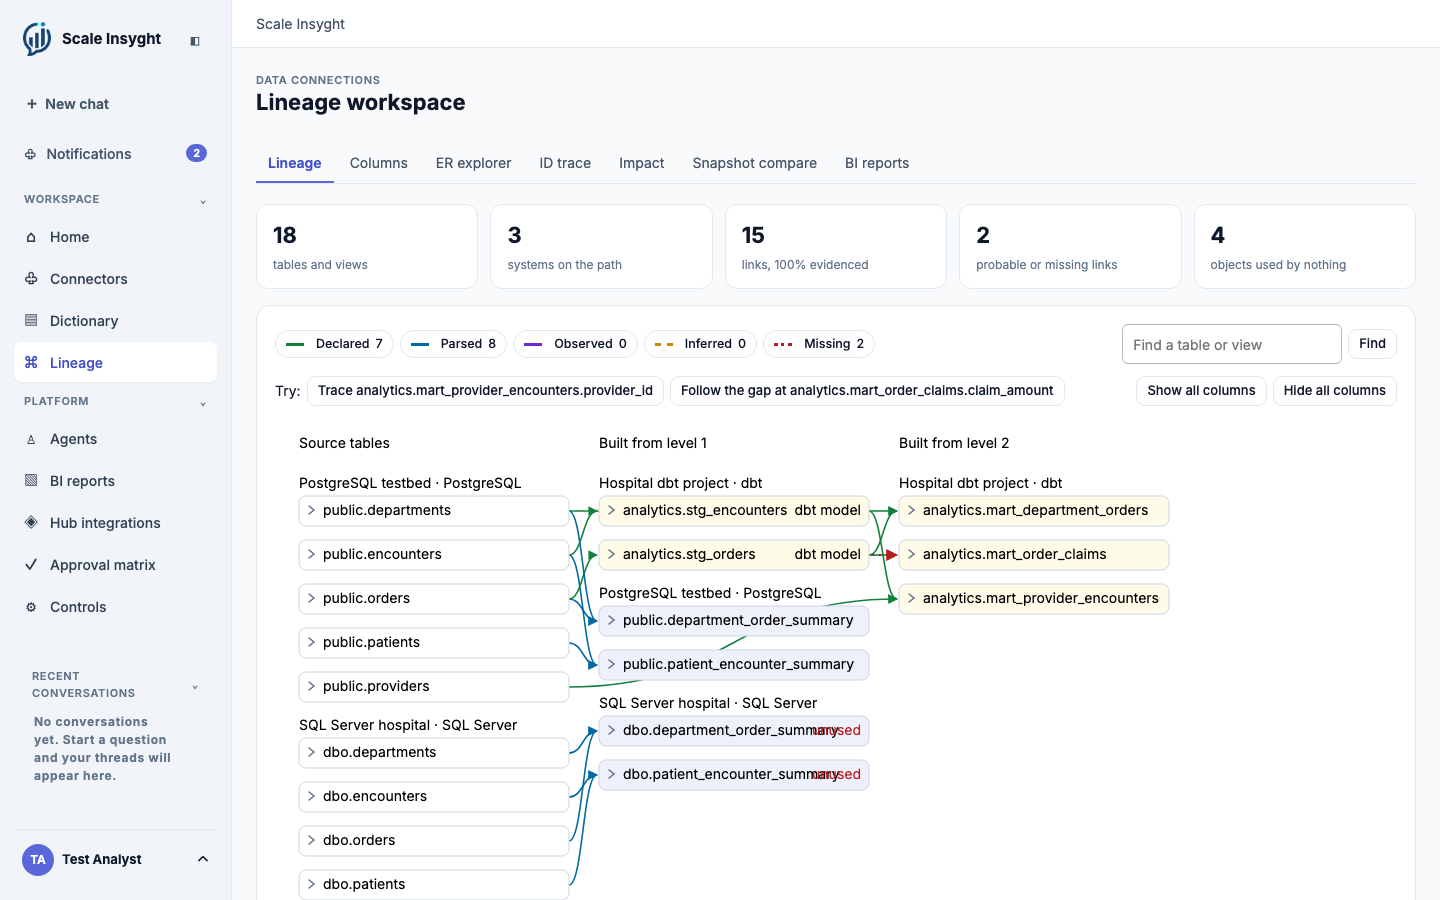 Scale Insyght
Scale Insyght
New chat
Notifications 2
WORKSPACE
Home
Connectors
Dictionary
Lineage
PLATFORM
Agents
BI reports
Hub integrations
Approval matrix
Controls
RECENT
CONVERSATIONS
No conversations
yet. Start a question
and your threads will
appear here.
TA Test Analyst
DATA CONNECTIONS
Lineage workspace
Lineage Columns ER explorer ID trace Impact Snapshot compare BI reports
18 3 15 2 4
tables and views systems on the path links, 100% evidenced probable or missing links objects used by nothing
Declared 7 Parsed 8 Observed 0 Inferred 0 Missing 2 Find a table or view Find
Try: Trace analytics.mart_provider_encounters.provider_id Follow the gap at analytics.mart_order_claims.claim_amount Show all columns Hide all columns
Source tables Built from level 1 Built from level 2
PostgreSQL testbed · PostgreSQL Hospital dbt project · dbt Hospital dbt project · dbt
public.departments analytics.stg_encounters dbt model analytics.mart_department_orders
public.encounters analytics.stg_orders dbt model analytics.mart_order_claims
PostgreSQL testbed · PostgreSQL
public.orders analytics.mart_provider_encounters
public.department_order_summary
public.patients
public.patient_encounter_summary
public.providers
SQL Server hospital · SQL Server
SQL Server hospital · SQL Server
dbo.department_order_summary unused
dbo.departments
dbo.patient_encounter_summary unused
dbo.encounters
dbo.orders
dbo.patients